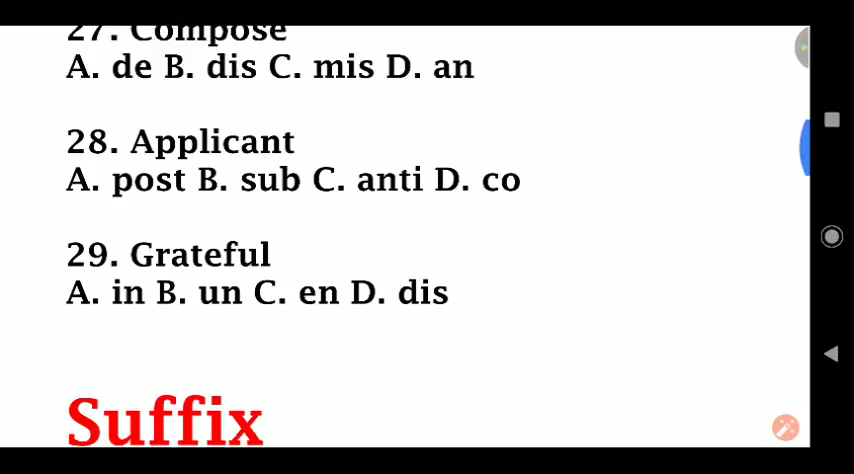 27. Compose
A. de B. dis C. mis D. an
28. Applicant
A. post B. sub C. anti D. co
29. Grateful
A. in B. un C. en D. dis
Suffix